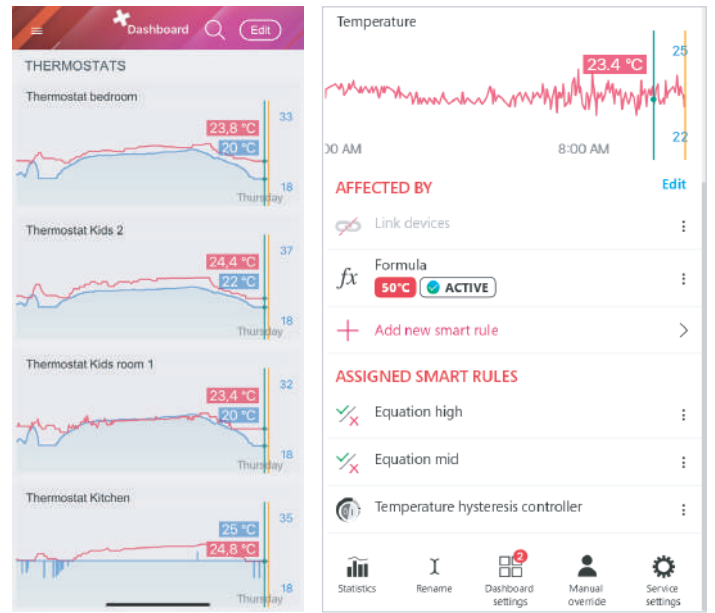 Dashboard
Edit
THERMOSTATS
Thermostat bedroom
33
23,8 °C
20 °C
18
Thursday
Thermostat Kids 2
37
24,4 °C
22 °C
18
Thursday
Thermostat Kids room 1
32
23,4 °C
20 °C
18
Thursday
Thermostat Kitchen
35
25 °C
24,8 °C
18
Thursday
Temperature
25
23.4 °C
22
00 AM
8:00 AM
AFFECTED BY
Edit
Link devices
fx
Formula
50°C
ACTIVE
Add new smart rule
ASSIGNED SMART RULES
Equation high
Equation mid
Temperature hysteresis controller
2
Statistics
Rename
Dashboard
settings
Manual
override
Service
settings